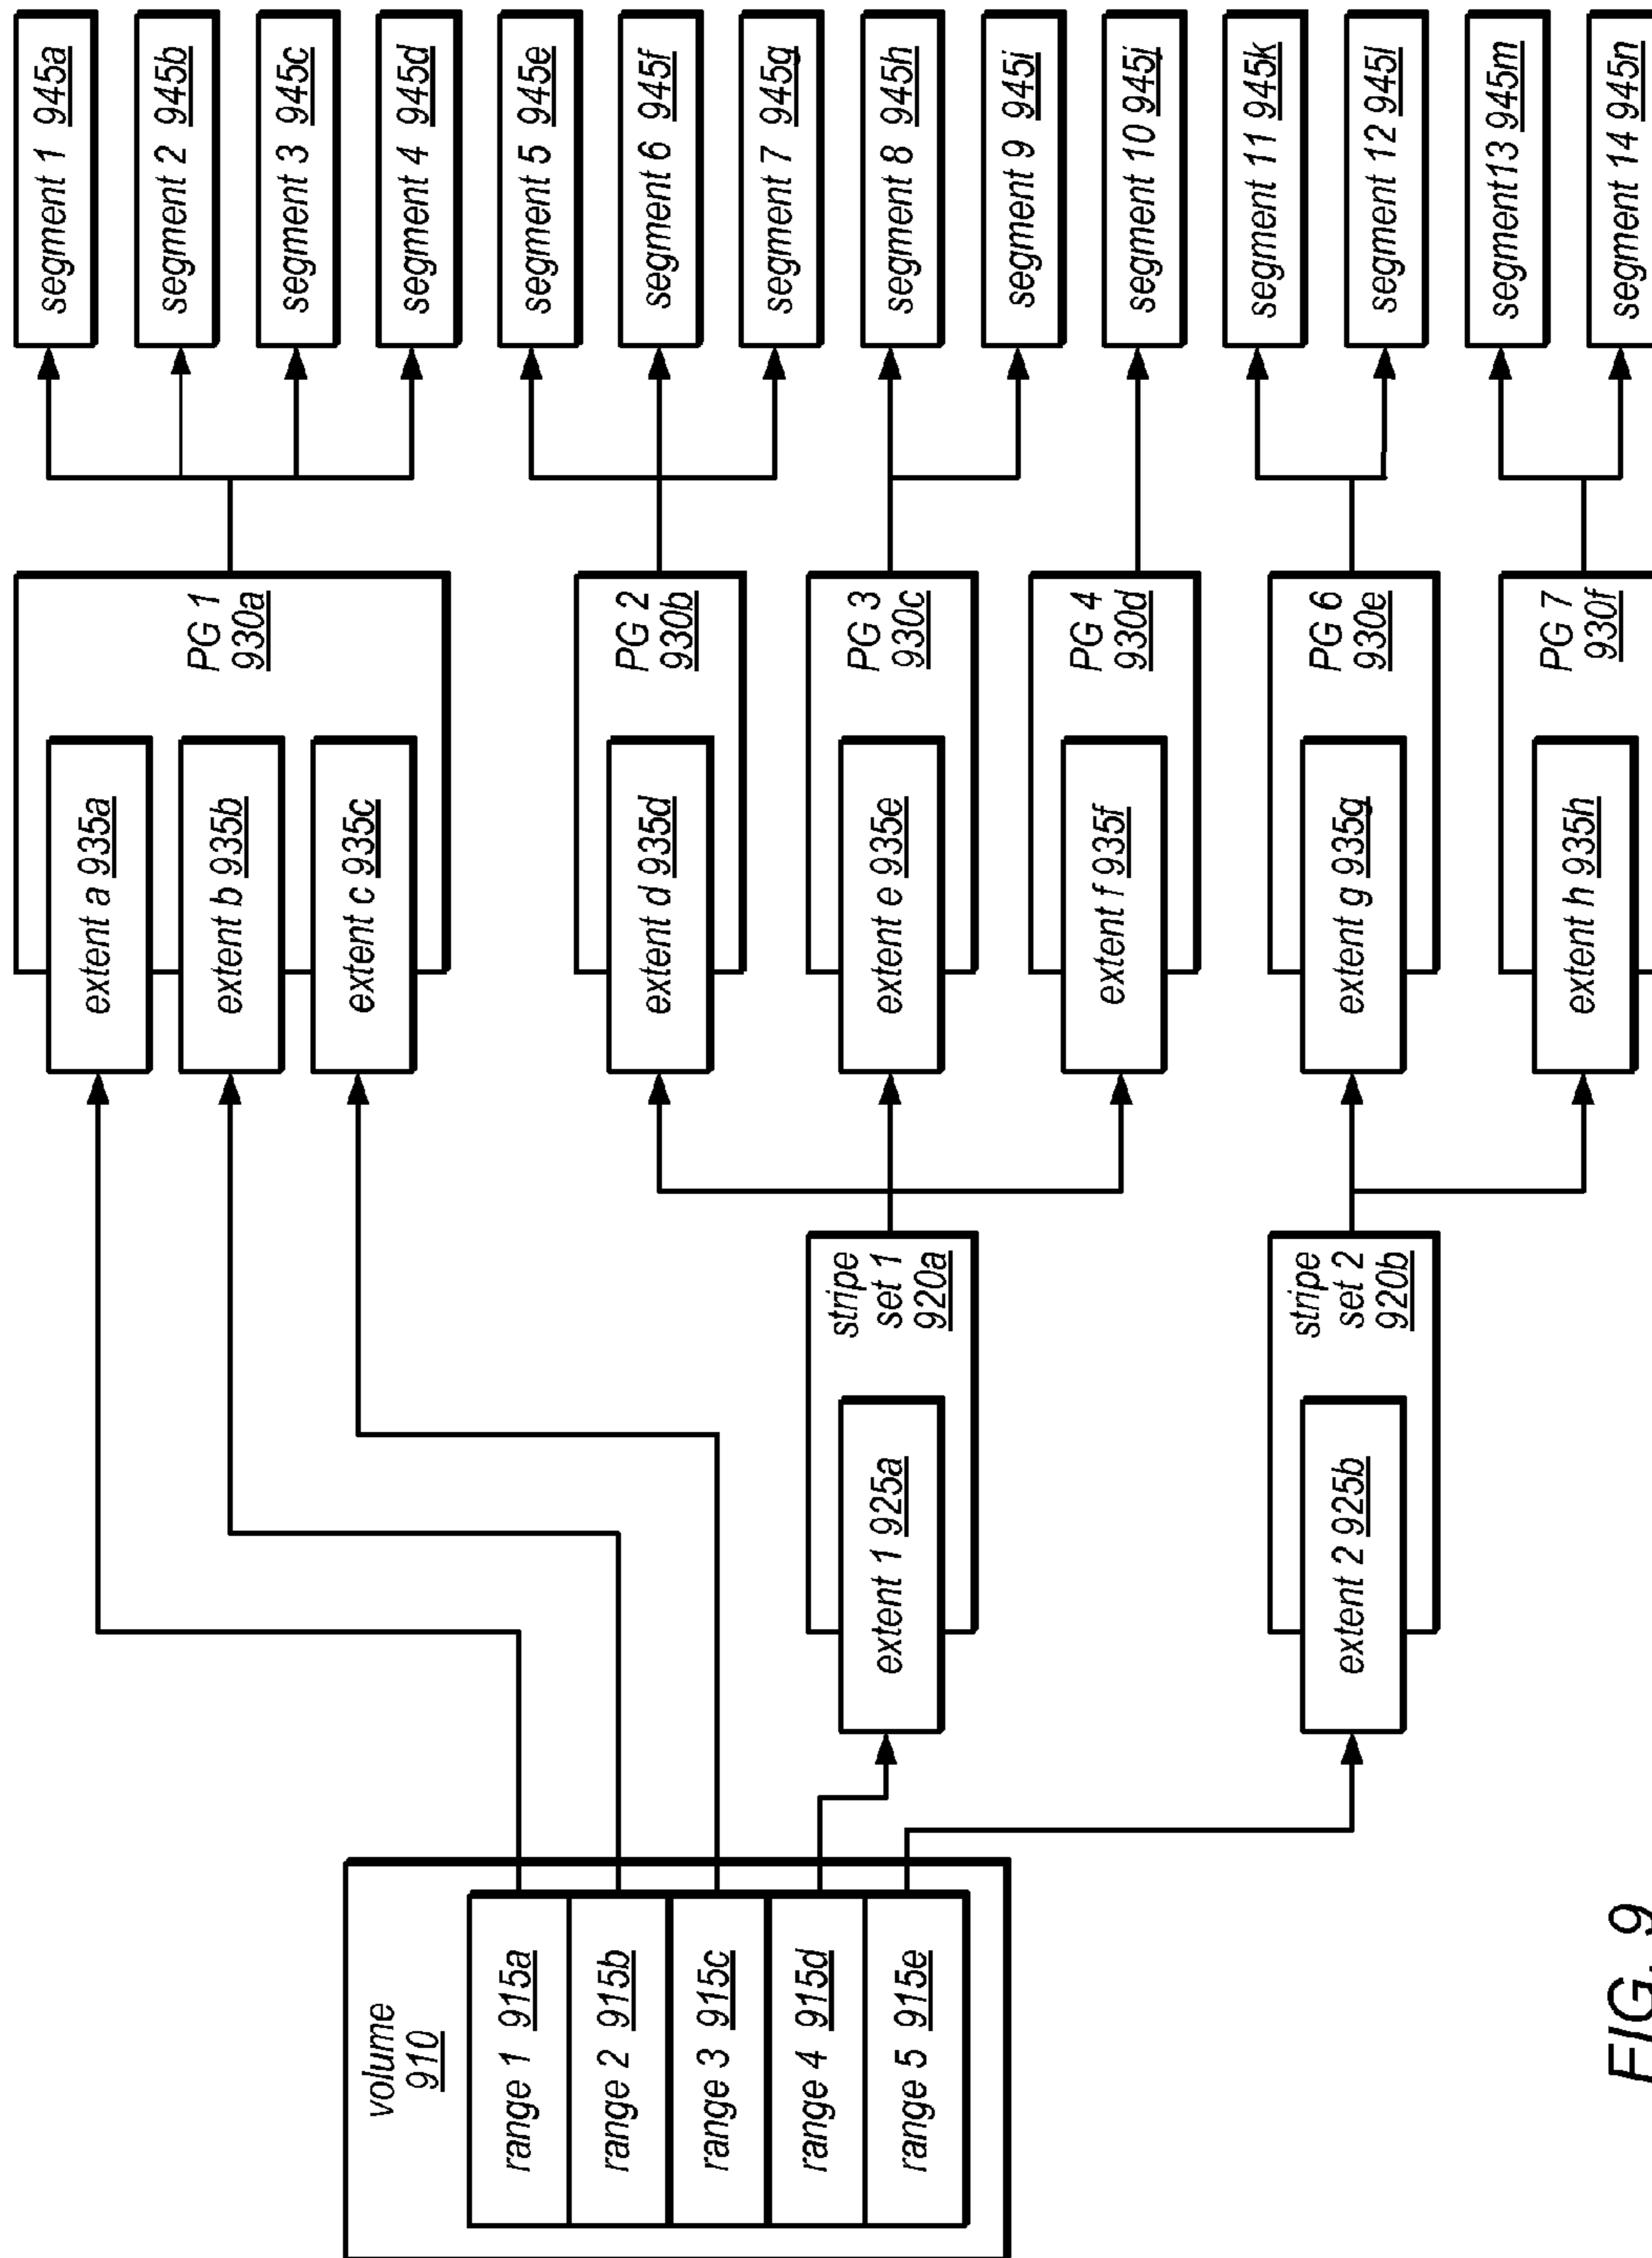 volume
910
range 1 915a
range 2 915b
range 3 915c
range 4 915d
range 5 915e
extent 1 925a
stripe
set 1
920a
extent 2 925b
stripe
set 2
920b
extent a 935a
extent b 935b
extent c 935c
PG 1
930a
extent d 935d
PG 2
930b
extent e 935e
PG 3
930c
extent f 935f
PG 4
930d
extent g 935g
PG 6
930e
extent h 935h
PG 7
930f
segment 1 945a
segment 2 945b
segment 3 945c
segment 4 945d
segment 5 945e
segment 6 945f
segment 7 945g
segment 8 945h
segment 9 945i
segment 10 945j
segment 11 945k
segment 12 945l
segment13 945m
segment 14 945n
FIG. 9